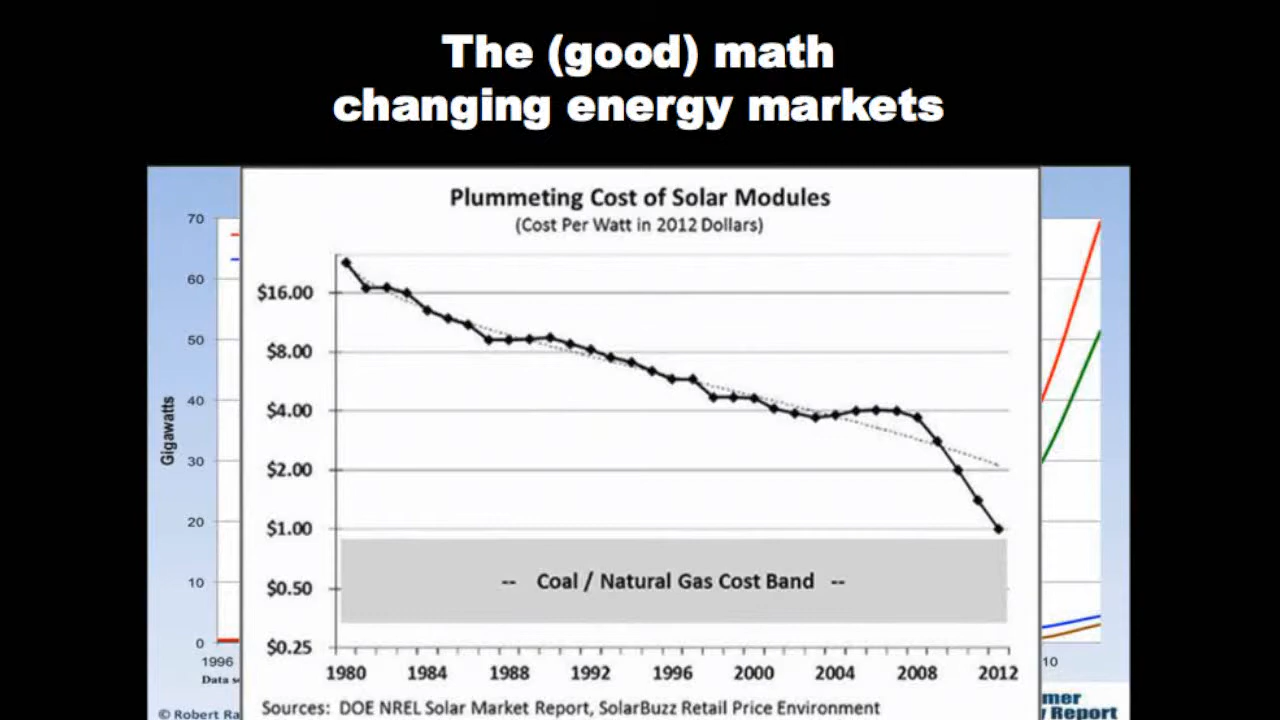 The (good) math
changing energy markets
Plummeting Cost of Solar Modules
(Cost Per Watt in 2012 Dollars)
70
60
50
40
30
20
10
0
Gigawatts
1996
$16.00
$8.00
$4.00
$2.00
$1.00
$0.50
$0.25
-- Coal / Natural Gas Cost Band --
1980 1984 1988 1992 1996 2000 2004 2008 2012
10
Data
Sources: DOE NREL Solar Market Report, SolarBuzz Retail Price Environment
© Robert
mer
Report